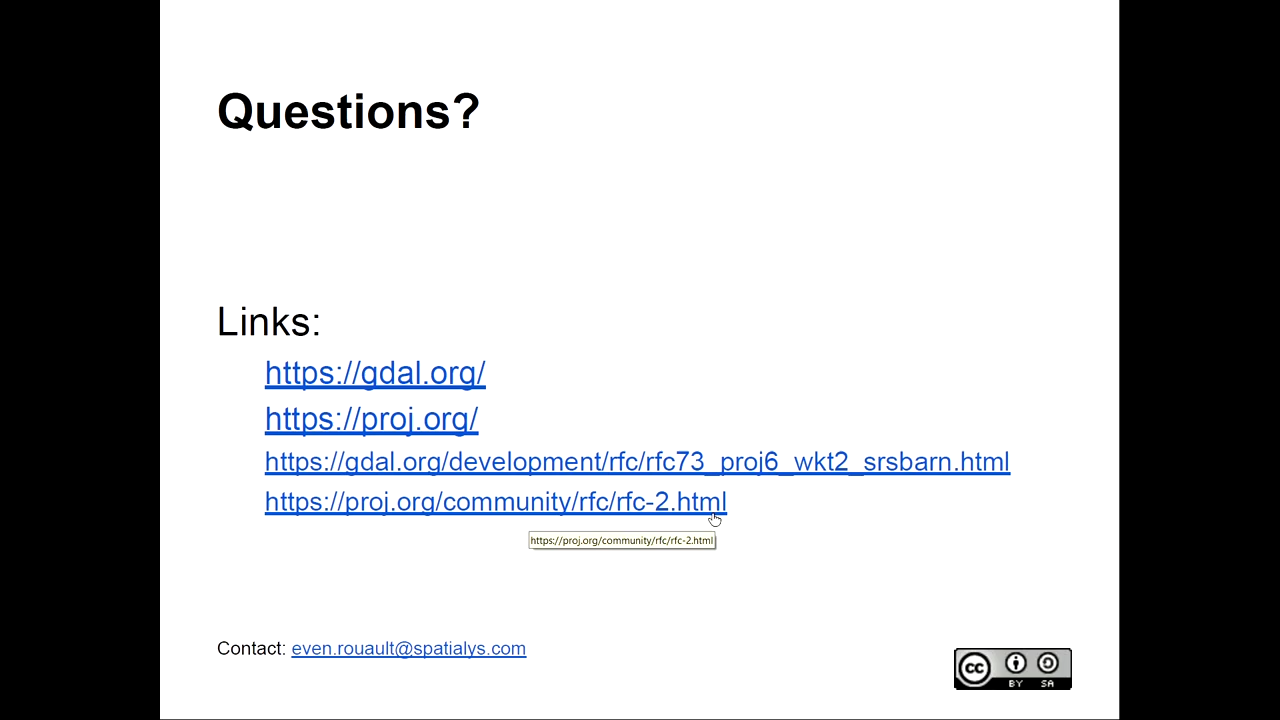 Questions?
Links:
https://gdal.org/
https://proj.org/
https://gdal.org/development/rfc/rfc73_proj6_wkt2_srsbarn.html
https://proj.org/community/rfc/rfc-2.html
https://proj.org/community/rfc/rfc-2.html
Contact: even.rouault@spatialys.com
cc
BY SA